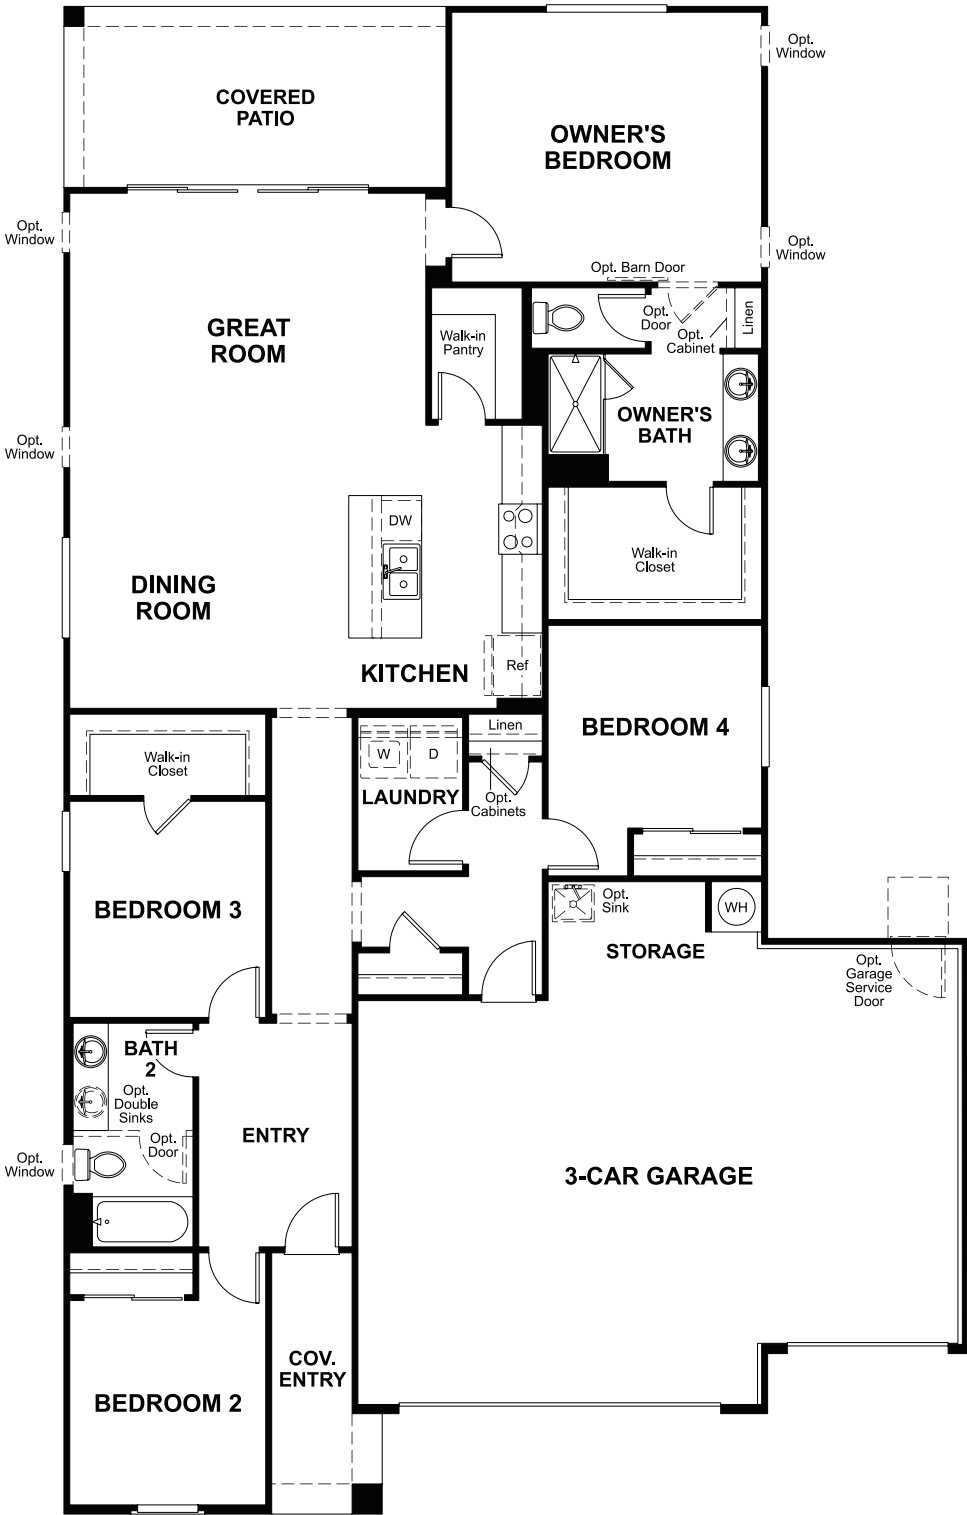 Opt.
Window
COVERED
PATIO
OWNER'S
BEDROOM
Opt.
Window
Opt.
Window
Opt. Barn Door
GREAT
ROOM
Walk-in
Pantry
Opt.
Door
Opt.
Cabinet
Linen
OWNER'S
BATH
Opt.
Window
DW
Walk-in
Closet
DINING
ROOM
KITCHEN
Ref
Linen
BEDROOM 4
Walk-in
Closet
W
D
LAUNDRY
Opt.
Cabinets
BEDROOM 3
Opt.
Sink
WH
STORAGE
Opt.
Garage
Service
Door
BATH
2
Opt.
Double
Sinks
Opt.
Door
ENTRY
Opt.
Window
3-CAR GARAGE
COV.
ENTRY
BEDROOM 2